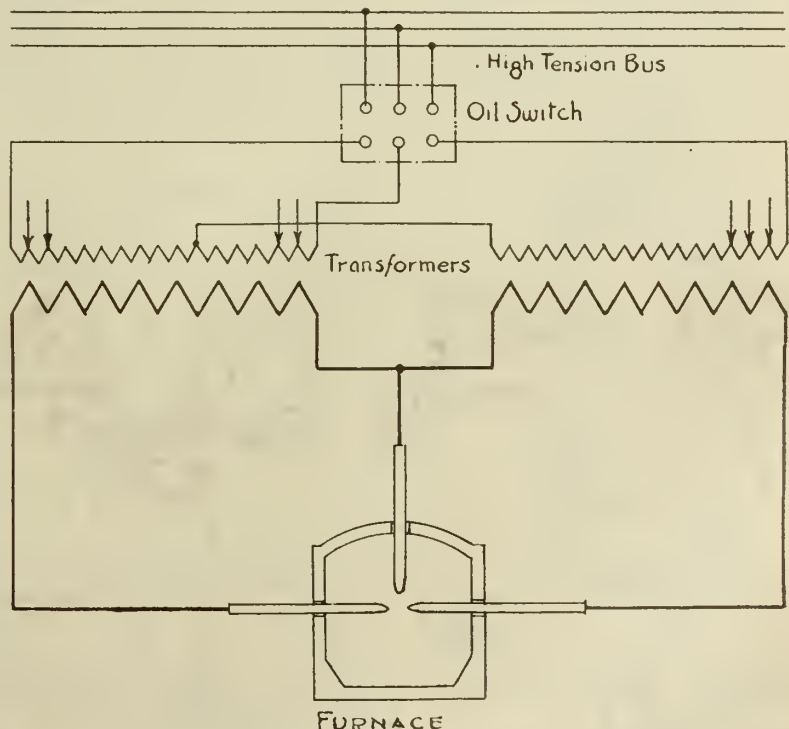 . High Tension Bus
Oil Switch
Transformers
FURNACE